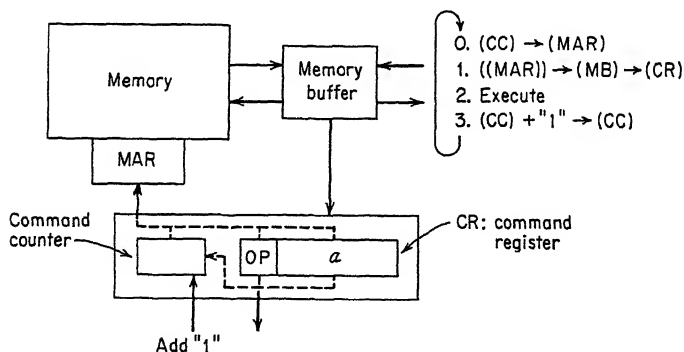 Memory
Memory
buffer
0. (CC) → (MAR)
1. ((MAR)) → (MB) → (CR)
2. Execute
3. (CC) + "1" → (CC)
MAR
Command
counter
OP
a
CR: command
register
Add "1"